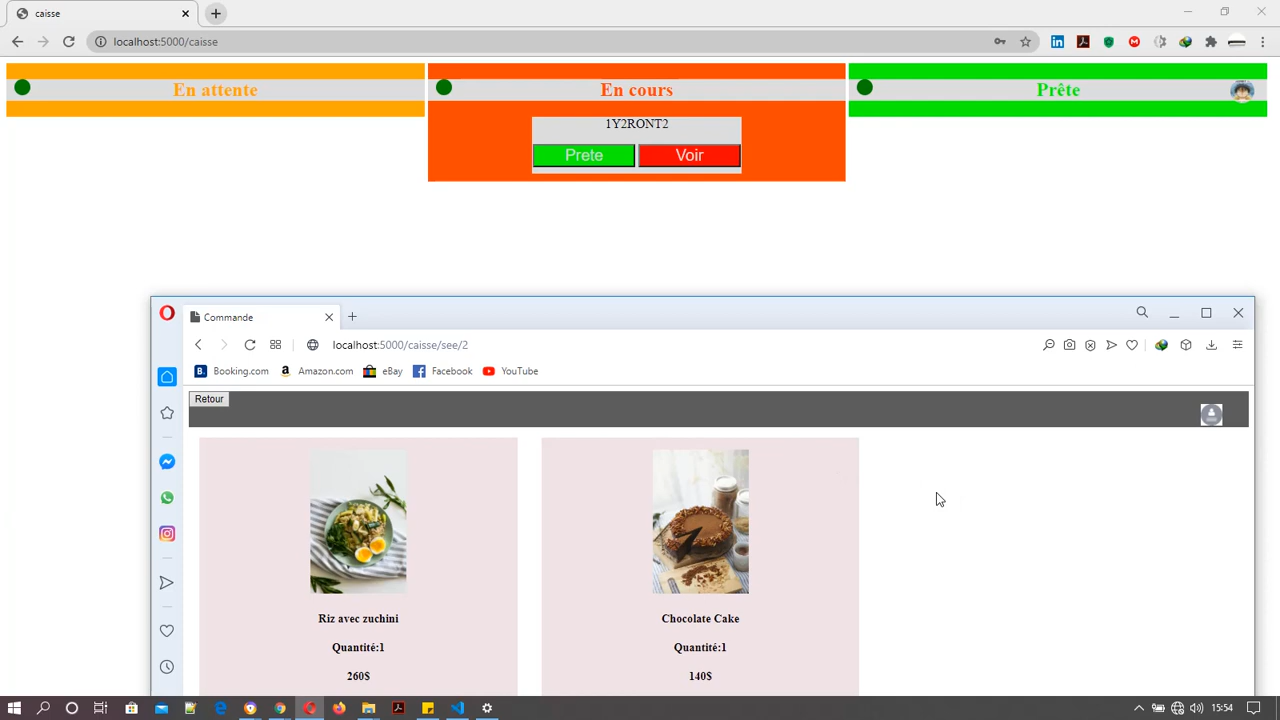 caisse
localhost:5000/caisse
En attente
En cours
Prête
1Y2RONT2
Prete
Voir
Commande
localhost:5000/caisse/see/2
B. Booking.com
a Amazon.com
eBay
f Facebook
YouTube
Retour
Riz avec zuchini
Quantité:1
260$
Chocolate Cake
Quantité:1
140$
15:54